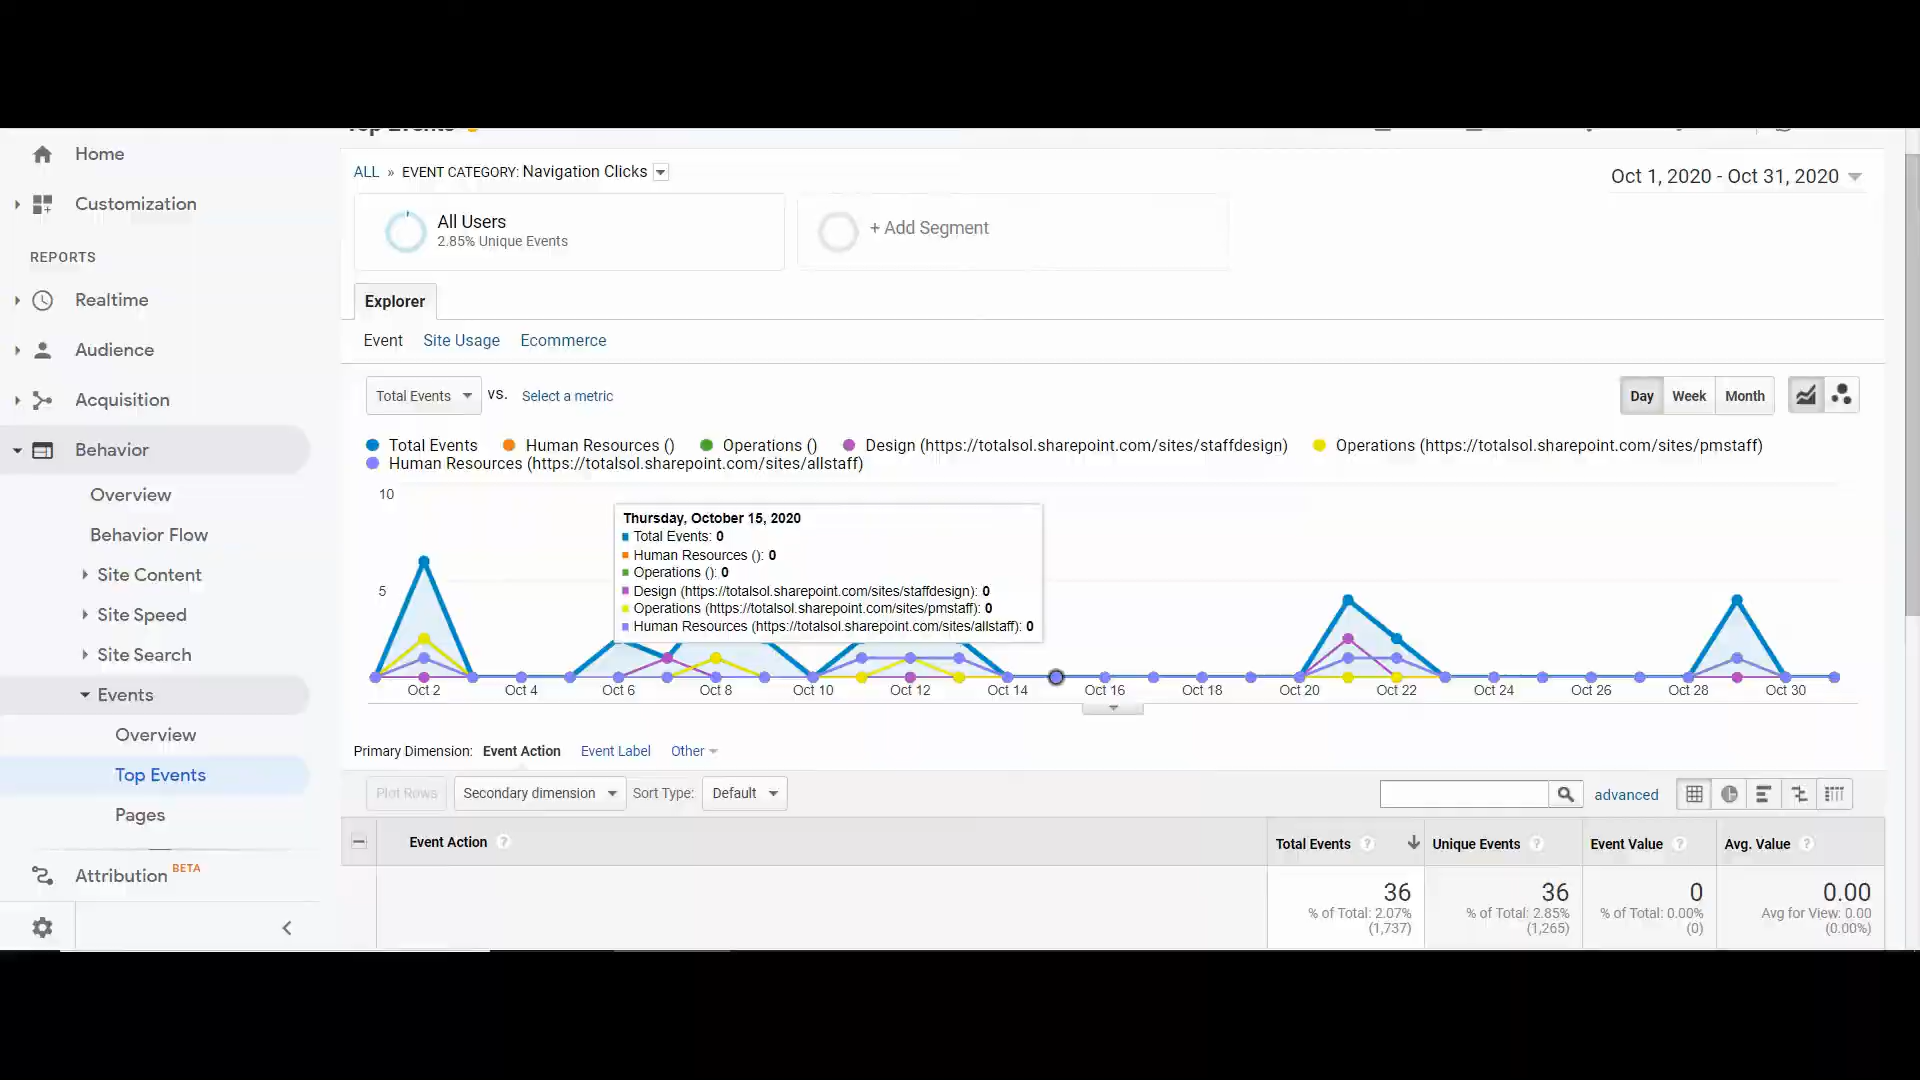 Top Events
Home
Customization
REPORTS
Realtime
Audience
Acquisition
Behavior
Overview
Behavior Flow
Site Content
Site Speed
Site Search
Events
Overview
Top Events
Pages
Attribution BETA
ALL » EVENT CATEGORY: Navigation Clicks
Oct 1, 2020 - Oct 31, 2020
All Users
2.85% Unique Events
+ Add Segment
Explorer
Event Site Usage Ecommerce
Total Events VS. Select a metric
Day Week Month
Total Events Human Resources () Operations () Design (https://totalsol.sharepoint.com/sites/staffdesign) Operations (https://totalsol.sharepoint.com/sites/pmstaff)
Human Resources (https://totalsol.sharepoint.com/sites/allstaff)
10
5
Thursday, October 15, 2020
Total Events: 0
Human Resources (): 0
Operations (): 0
Design (https://totalsol.sharepoint.com/sites/staffdesign): 0
Operations (https://totalsol.sharepoint.com/sites/pmstaff): 0
Human Resources (https://totalsol.sharepoint.com/sites/allstaff): 0
Oct 2 Oct 4 Oct 6 Oct 8 Oct 10 Oct 12 Oct 14 Oct 16 Oct 18 Oct 20 Oct 22 Oct 24 Oct 26 Oct 28 Oct 30
Primary Dimension: Event Action Event Label Other
Plot Rows Secondary dimension Sort Type: Default
advanced
Event Action ? Total Events ? Unique Events ? Event Value ? Avg. Value ?
36 36 0 0.00
% of Total: 2.07% % of Total: 2.85% % of Total: 0.00% Avg for View: 0.00
(1,737) (1,265) (0) (0.00%)